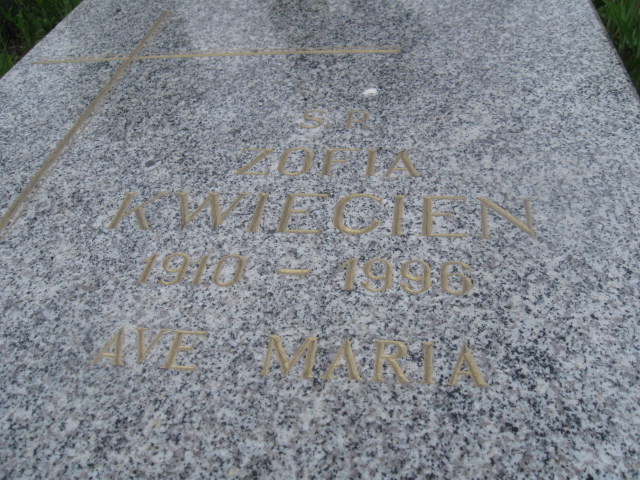 S.P.
ZOFIA
KWIECIEN
1910 - 1996
AVE MARIA